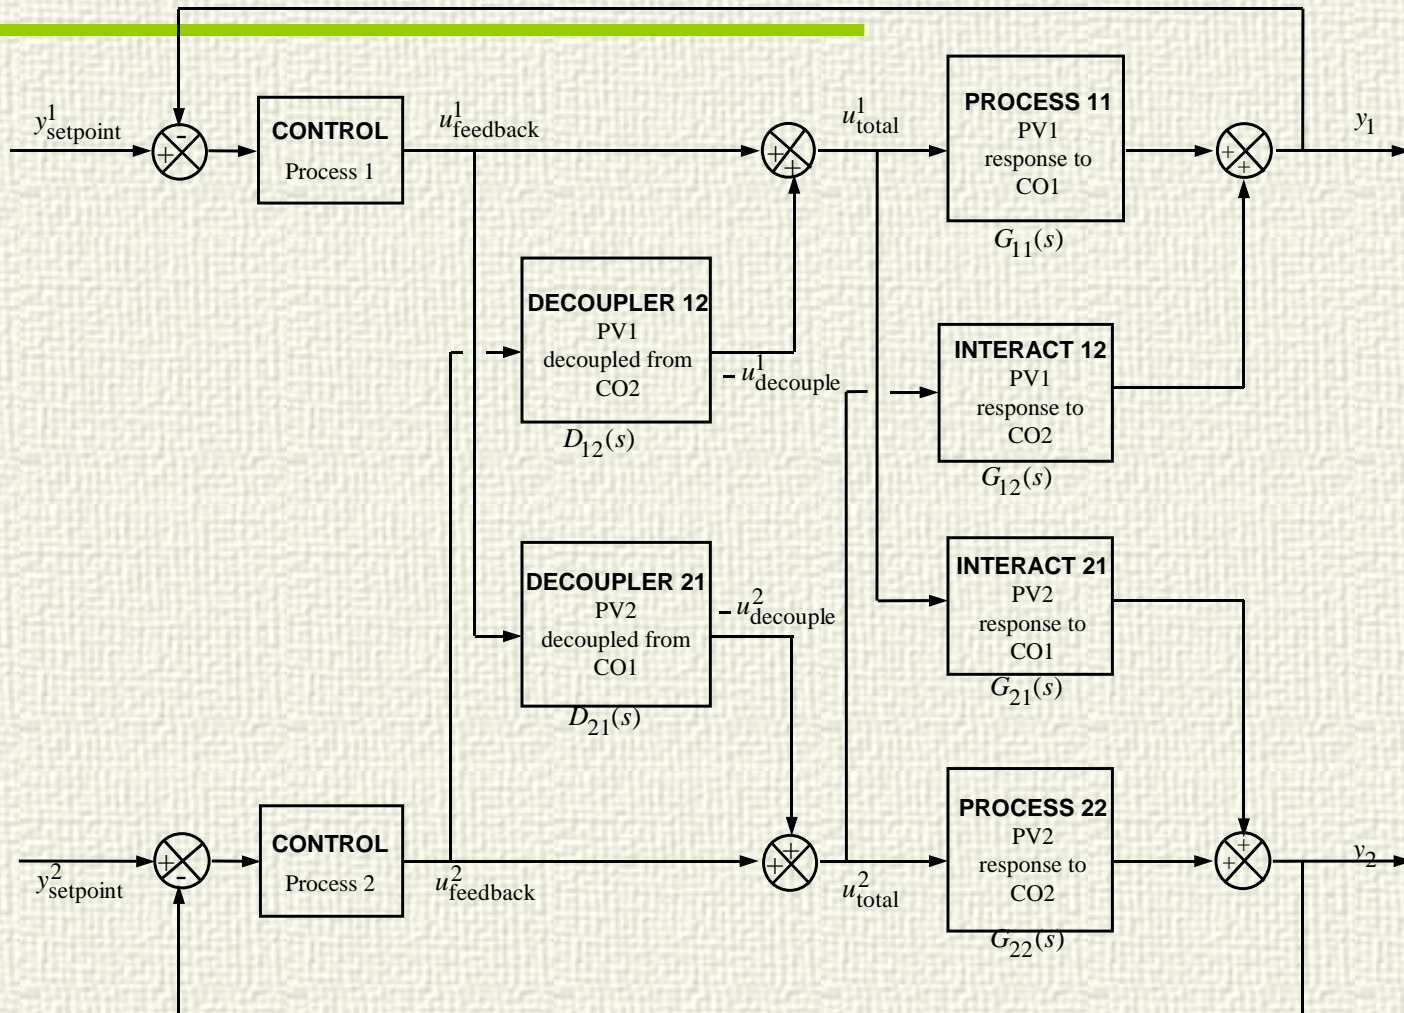 y¹setpoint
-
+
CONTROL
Process 1
u¹feedback
+
+
u¹total
PROCESS 11
PV1
response to
CO1
G₁₁(s)
+
+
y₁
DECOUPLER 12
PV1
decoupled from
CO2
D₁₂(s)
– u¹decouple
INTERACT 12
PV1
response to
CO2
G₁₂(s)
DECOUPLER 21
PV2
decoupled from
CO1
D₂₁(s)
– u²decouple
INTERACT 21
PV2
response to
CO1
G₂₁(s)
y²setpoint
+
-
CONTROL
Process 2
u²feedback
+
+
u²total
PROCESS 22
PV2
response to
CO2
G₂₂(s)
+
+
y₂